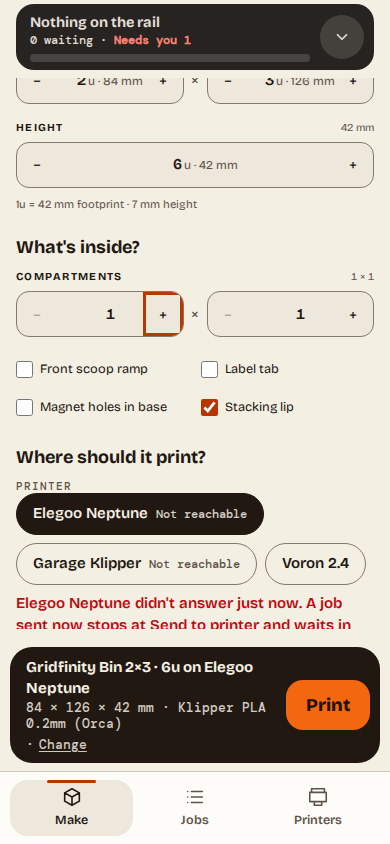 Nothing on the rail
0 waiting · Needs you 1
− 2 u · 84 mm + × − 3 u · 126 mm +
HEIGHT 42 mm
− 6 u · 42 mm +
1u = 42 mm footprint · 7 mm height
What's inside?
COMPARTMENTS 1 × 1
− 1 + × − 1 +
Front scoop ramp Label tab
Magnet holes in base Stacking lip
Where should it print?
PRINTER
Elegoo Neptune Not reachable
Garage Klipper Not reachable Voron 2.4
Elegoo Neptune didn't answer just now. A job
sent now stops at Send to printer and waits in
Gridfinity Bin 2×3 · 6u on Elegoo
Neptune
84 × 126 × 42 mm · Klipper PLA
0.2mm (Orca)
· Change
Print
Make Jobs Printers